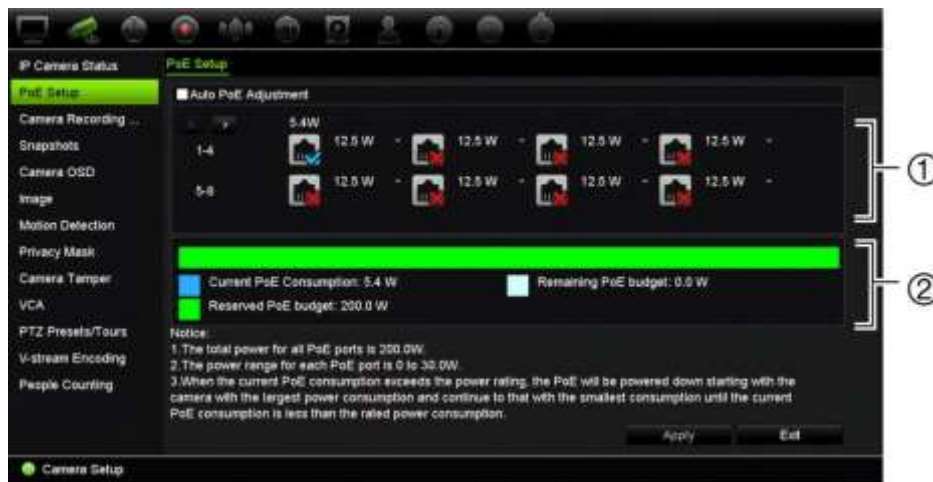 IP Camera Status
PoE Setup
PoE Setup
Auto PoE Adjustment
Camera Recording ...
5.4W
Snapshots
1-4
12.5 W - 12.5 W - 12.5 W - 12.5 W -
Camera OSD
Image
5-8
12.5 W - 12.5 W - 12.5 W - 12.5 W -
Motion Detection
①
Privacy Mask
Camera Tamper
Current PoE Consumption: 5.4 W
Remaining PoE budget: 0.0 W
②
VCA
Reserved PoE budget: 200.0 W
PTZ Presets/Tours
Notice:
V-stream Encoding
1.The total power for all PoE ports is 200.0W.
2.The power range for each PoE port is 0 to 30.0W.
People Counting
3.When the current PoE consumption exceeds the power rating, the PoE will be powered down starting with the
camera with the largest power consumption and continue to that with the smallest consumption until the current
PoE consumption is less than the rated power consumption.
Apply
Exit
Camera Setup